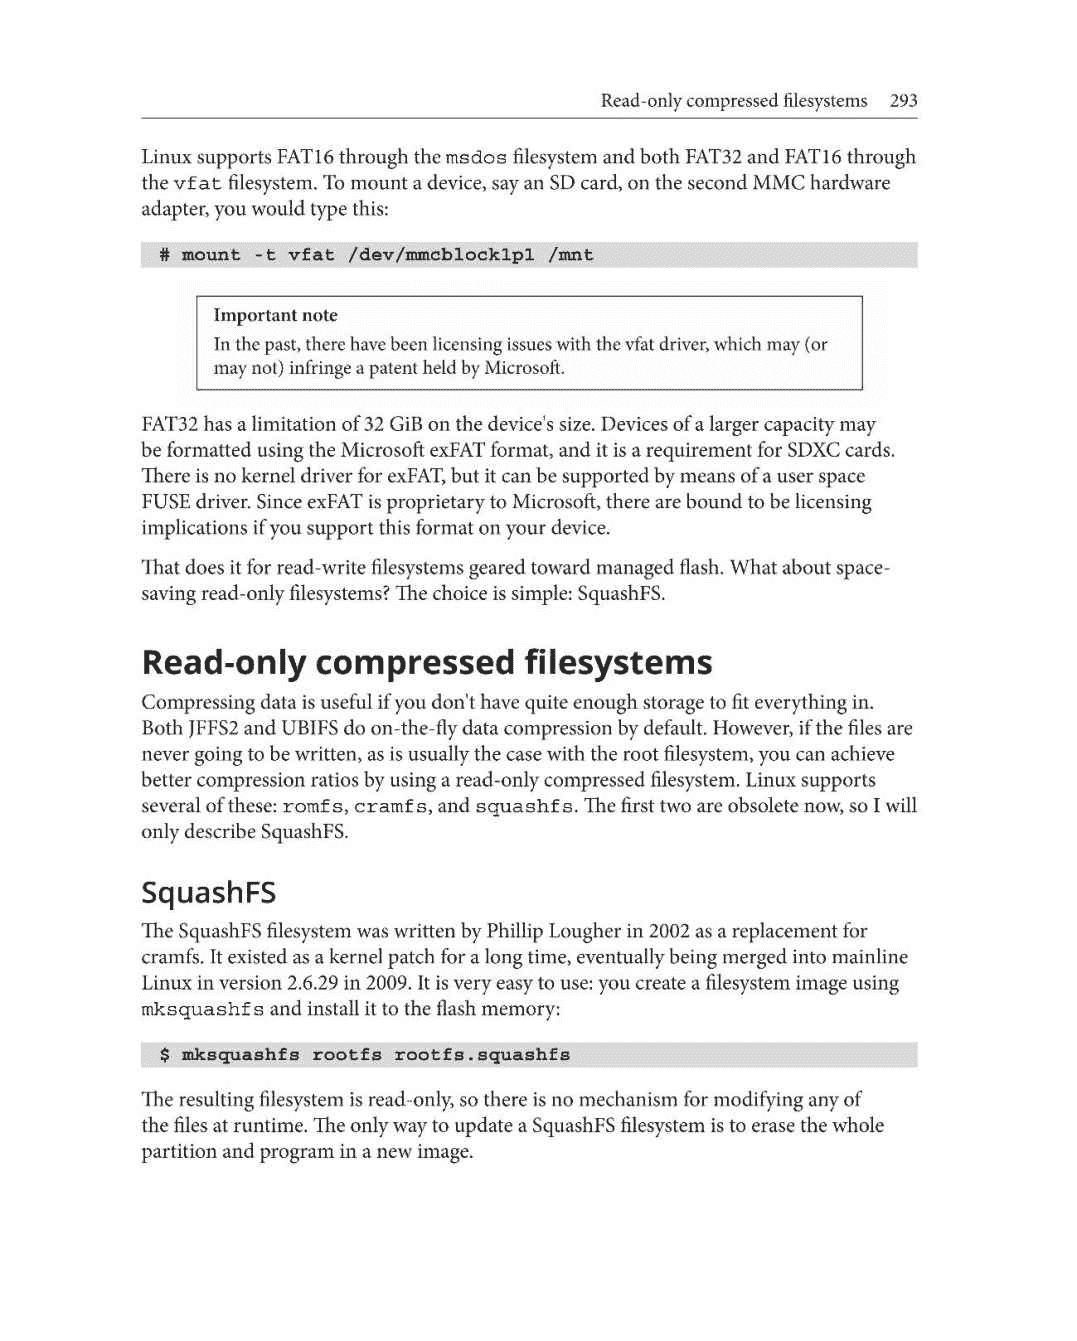 Read-only compressed filesystems 293
Linux supports FAT16 through the msdos filesystem and both FAT32 and FAT16 through
the vfat filesystem. To mount a device, say an SD card, on the second MMC hardware
adapter, you would type this:
# mount -t vfat /dev/mmcblock1p1 /mnt
Important note
In the past, there have been licensing issues with the vfat driver, which may (or
may not) infringe a patent held by Microsoft.
FAT32 has a limitation of 32 GiB on the device's size. Devices of a larger capacity may
be formatted using the Microsoft exFAT format, and it is a requirement for SDXC cards.
There is no kernel driver for exFAT, but it can be supported by means of a user space
FUSE driver. Since exFAT is proprietary to Microsoft, there are bound to be licensing
implications if you support this format on your device.
That does it for read-write filesystems geared toward managed flash. What about space-
saving read-only filesystems? The choice is simple: SquashFS.
Read-only compressed filesystems
Compressing data is useful if you don't have quite enough storage to fit everything in.
Both JFFS2 and UBIFS do on-the-fly data compression by default. However, if the files are
never going to be written, as is usually the case with the root filesystem, you can achieve
better compression ratios by using a read-only compressed filesystem. Linux supports
several of these: romfs, cramfs, and squashfs. The first two are obsolete now, so I will
only describe SquashFS.
SquashFS
The SquashFS filesystem was written by Phillip Lougher in 2002 as a replacement for
cramfs. It existed as a kernel patch for a long time, eventually being merged into mainline
Linux in version 2.6.29 in 2009. It is very easy to use: you create a filesystem image using
mksquashfs and install it to the flash memory:
$ mksquashfs rootfs rootfs.squashfs
The resulting filesystem is read-only, so there is no mechanism for modifying any of
the files at runtime. The only way to update a SquashFS filesystem is to erase the whole
partition and program in a new image.